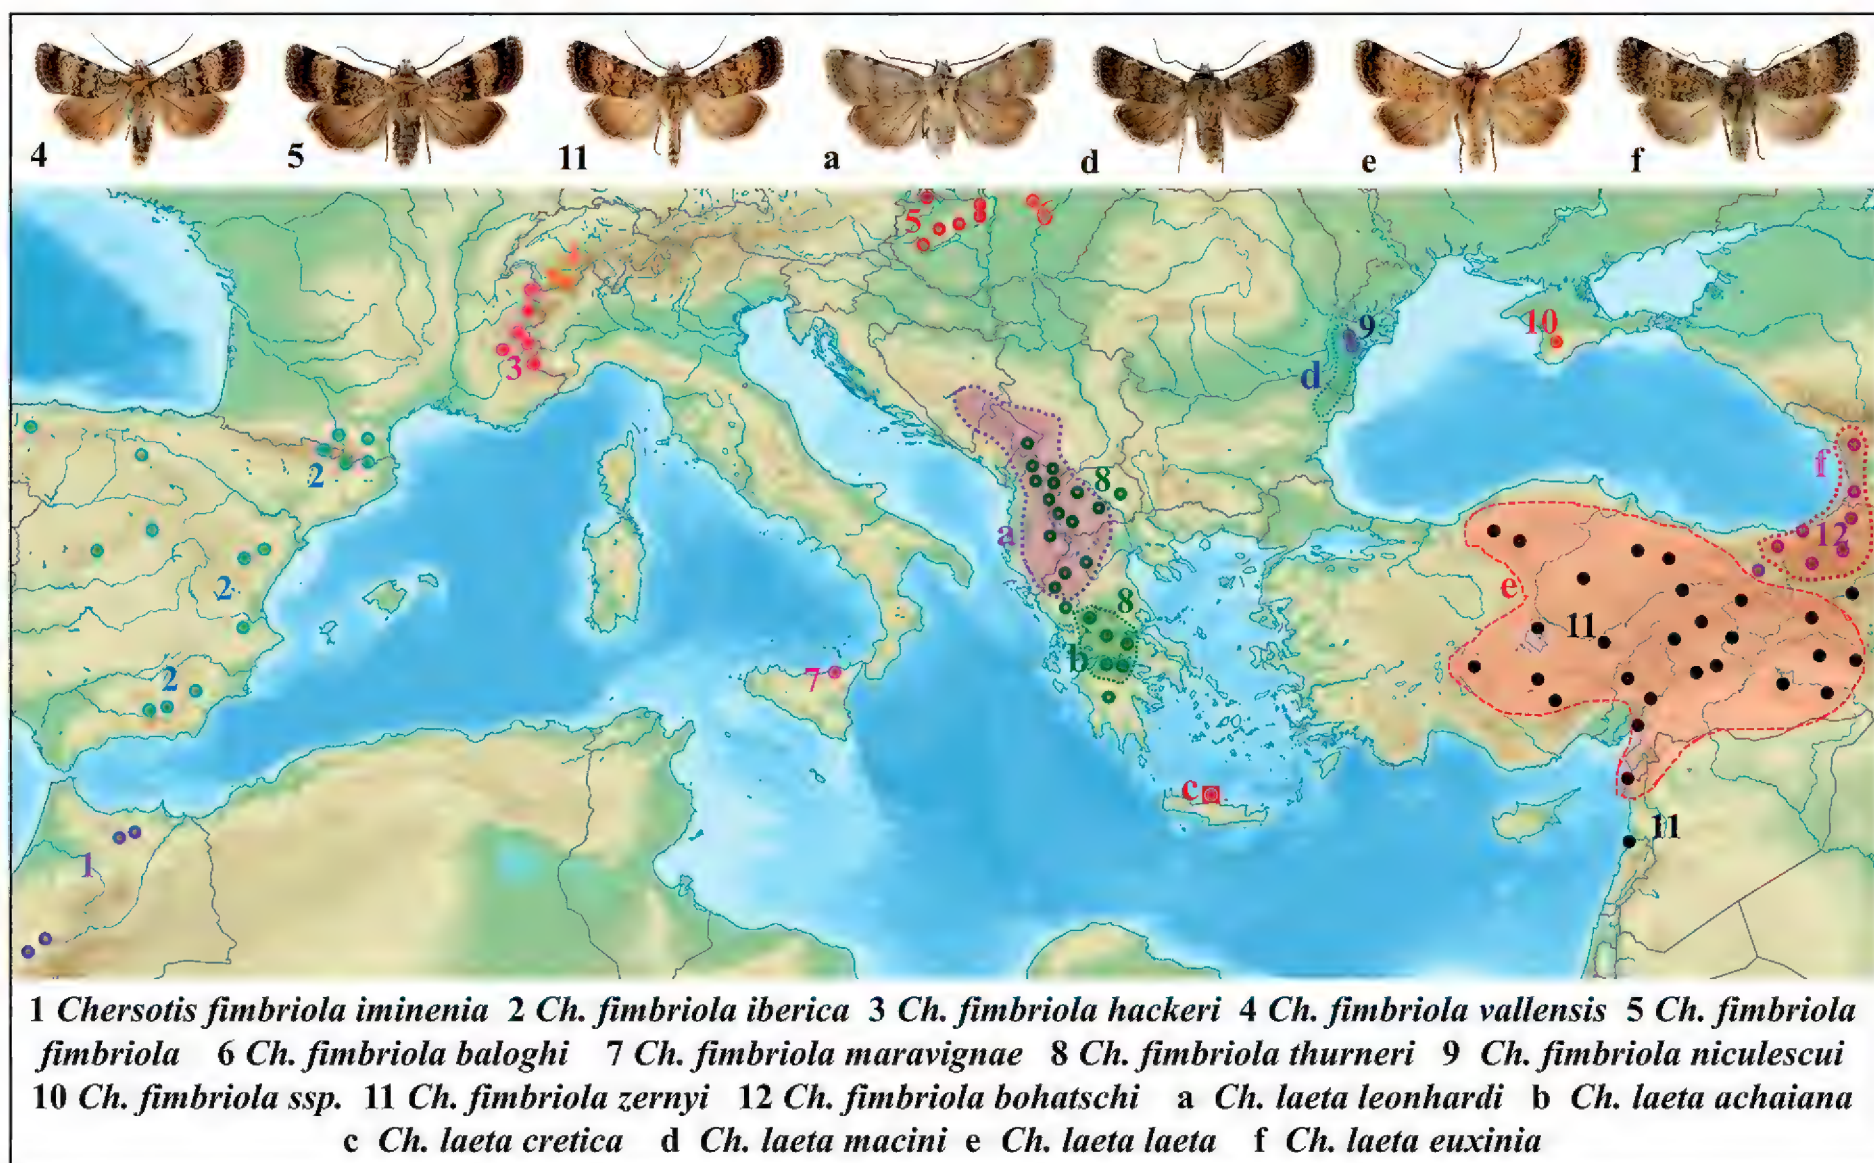 4 5 11 a d e f
5
3
9
10
d
2
f
8
a
12
2
e
8
11
b
2
7
c
11
1
1 Chersotis fimbriola iminenia 2 Ch. fimbriola iberica 3 Ch. fimbriola hackeri 4 Ch. fimbriola vallensis 5 Ch. fimbriola
fimbriola 6 Ch. fimbriola baloghi 7 Ch. fimbriola maravignae 8 Ch. fimbriola thurneri 9 Ch. fimbriola niculescui
10 Ch. fimbriola ssp. 11 Ch. fimbriola zernyi 12 Ch. fimbriola bohatschi a Ch. laeta leonhardi b Ch. laeta achaiana
c Ch. laeta cretica d Ch. laeta macini e Ch. laeta laeta f Ch. laeta euxinia